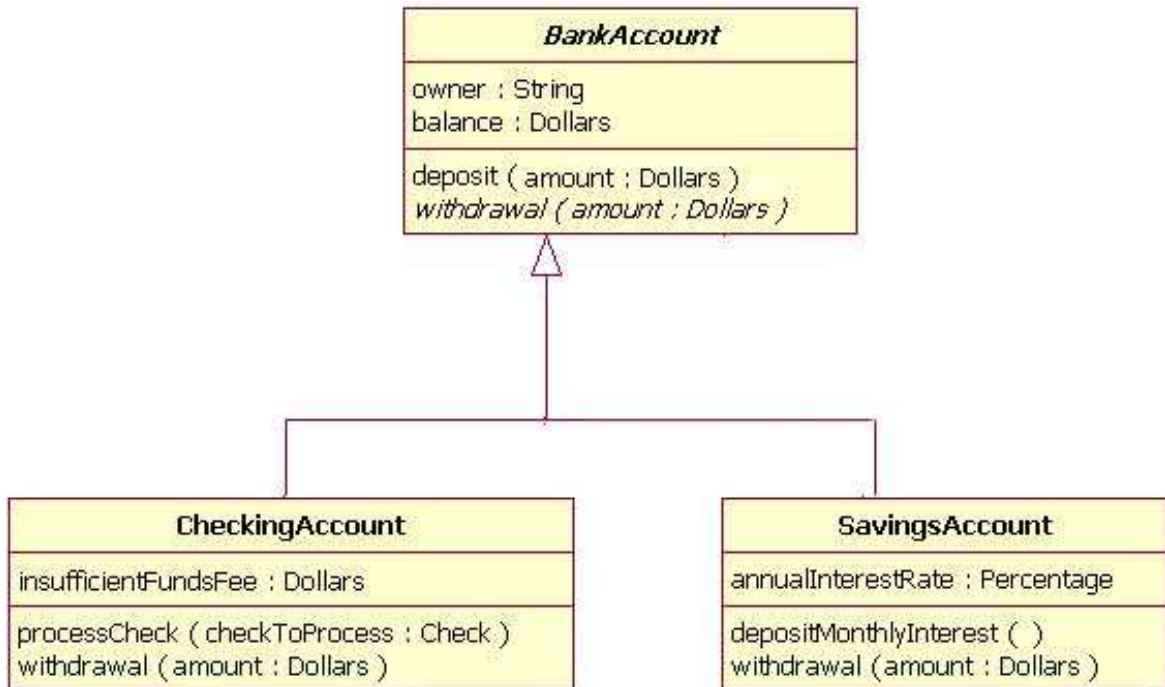 BankAccount
owner : String
balance : Dollars
deposit ( amount : Dollars )
withdrawal ( amount : Dollars )
CheckingAccount
insufficientFundsFee : Dollars
processCheck ( checkToProcess : Check )
withdrawal ( amount : Dollars )
SavingsAccount
annualInterestRate : Percentage
depositMonthlyInterest ( )
withdrawal ( amount : Dollars )